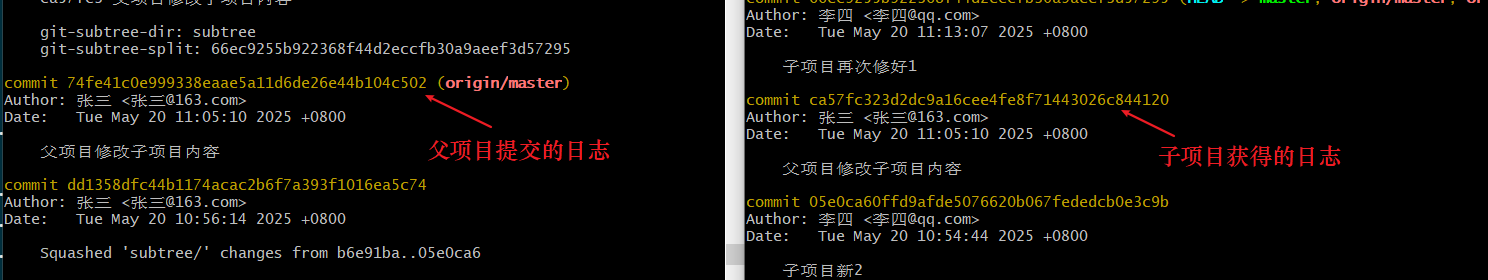 git-subtree-dir: subtree
git-subtree-split: 66ec9255b922368f44d2eccfb30a9aeef3d57295
commit 74fe41c0e999338eaae5a11d6de26e44b104c502 (origin/master)
Author: 张三 <张三@163.com>
Date:   Tue May 20 11:05:10 2025 +0800
父项目修改子项目内容
父项目提交的日志
commit dd1358dfc44b1174acac2b6f7a393f1016ea5c74
Author: 张三 <张三@163.com>
Date:   Tue May 20 10:56:14 2025 +0800
Squashed 'subtree/' changes from b6e91ba..05e0ca6
Author: 李四 <李四@qq.com>
Date:   Tue May 20 11:13:07 2025 +0800
子项目再次修好1
commit ca57fc323d2dc9a16cee4fe8f71443026c844120
Author: 张三 <张三@163.com>
Date:   Tue May 20 11:05:10 2025 +0800
子项目获得的日志
父项目修改子项目内容
commit 05e0ca60ffd9afde5076620b067fededcb0e3c9b
Author: 李四 <李四@qq.com>
Date:   Tue May 20 10:54:44 2025 +0800
子项目新2